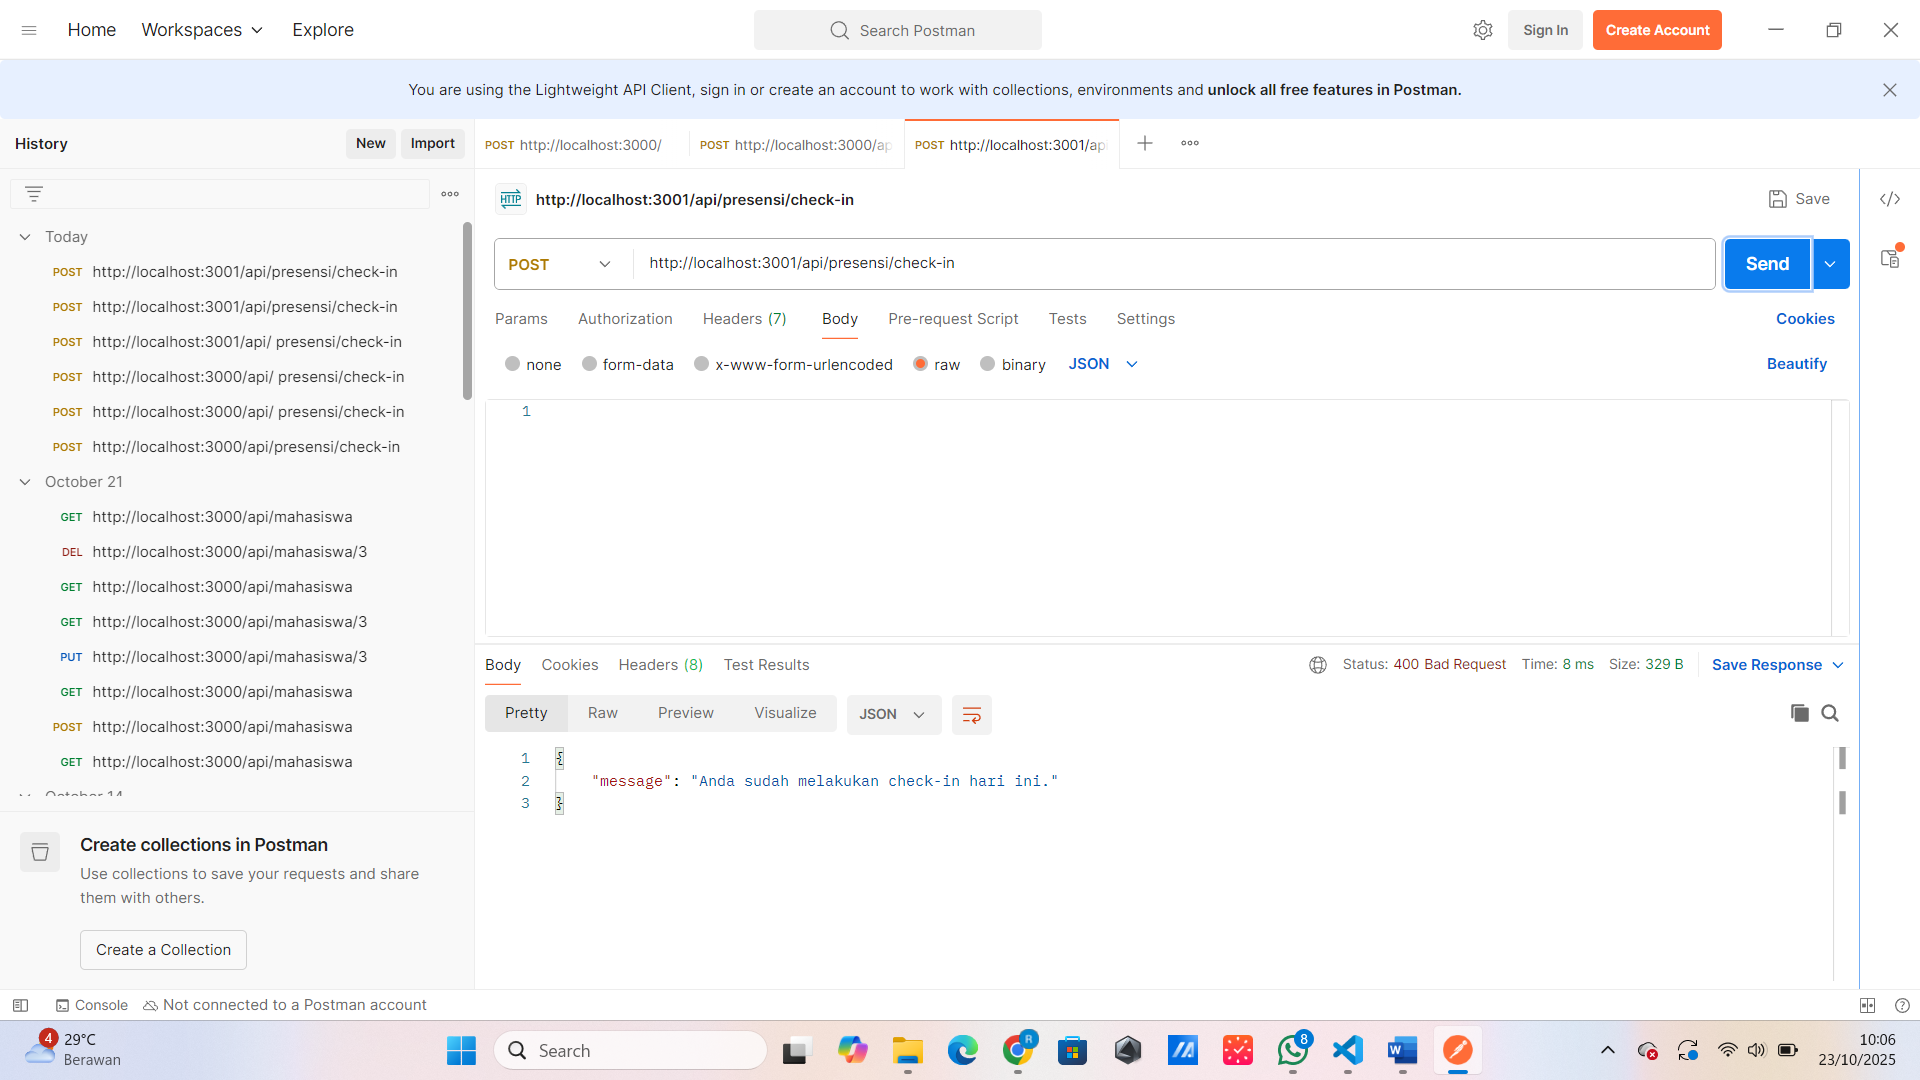 Home Workspaces Explore Search Postman Sign In Create Account
You are using the Lightweight API Client, sign in or create an account to work with collections, environments and unlock all free features in Postman.
History New Import
POST http://localhost:3000/ POST http://localhost:3000/ap POST http://localhost:3001/ap
Today
POST http://localhost:3001/api/presensi/check-in
POST http://localhost:3001/api/presensi/check-in
POST http://localhost:3001/api/ presensi/check-in
POST http://localhost:3000/api/ presensi/check-in
POST http://localhost:3000/api/ presensi/check-in
POST http://localhost:3000/api/presensi/check-in
October 21
GET http://localhost:3000/api/mahasiswa
DEL http://localhost:3000/api/mahasiswa/3
GET http://localhost:3000/api/mahasiswa
GET http://localhost:3000/api/mahasiswa/3
PUT http://localhost:3000/api/mahasiswa/3
GET http://localhost:3000/api/mahasiswa
POST http://localhost:3000/api/mahasiswa
GET http://localhost:3000/api/mahasiswa
October 14
Create collections in Postman
Use collections to save your requests and share
them with others.
Create a Collection
HTTP http://localhost:3001/api/presensi/check-in Save
POST http://localhost:3001/api/presensi/check-in Send
Params Authorization Headers (7) Body Pre-request Script Tests Settings Cookies
none form-data x-www-form-urlencoded raw binary JSON Beautify
1
Body Cookies Headers (8) Test Results Status: 400 Bad Request Time: 8 ms Size: 329 B Save Response
Pretty Raw Preview Visualize JSON
1 {
2 "message": "Anda sudah melakukan check-in hari ini."
3 }
Console Not connected to a Postman account
4 29°C
Berawan
Search
R
8
10:06
23/10/2025